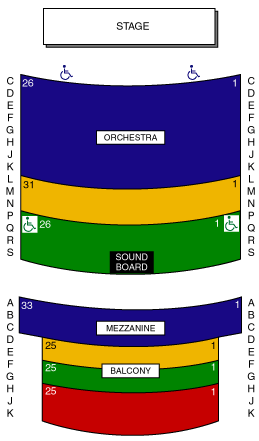 STAGE
26 1
C C
D D
E E
F F
G G
ORCHESTRA
H H
J J
K K
L L
31 1
M M
N N
P P
26 1
Q Q
R R
S S
SOUND
BOARD
A A
33 1
B B
C C
MEZZANINE
D D
25 1
E E
F F
25 1
BALCONY
G G
H H
25 1
J J
K K